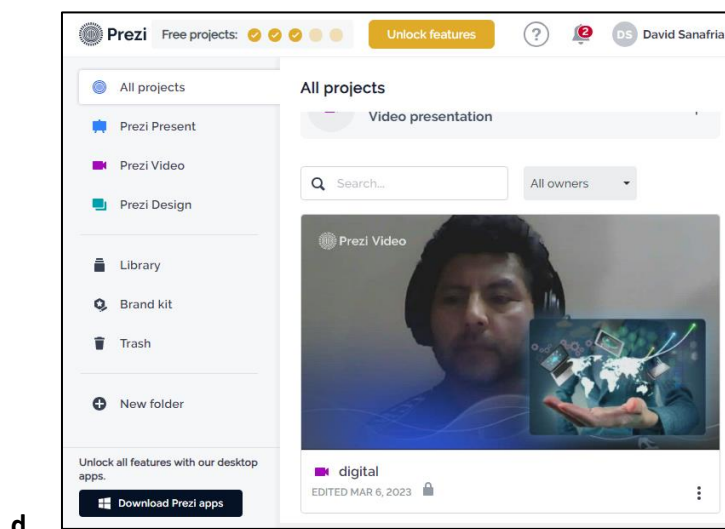 Prezi Free projects: Unlock features ? 2 DS David Sanafria
All projects
Prezi Present
Prezi Video
Prezi Design
Library
Brand kit
Trash
New folder
Unlock all features with our desktop
apps.
Download Prezi apps
All projects
Video presentation
Search...
All owners
Prezi Video
digital
EDITED MAR 6, 2023
d